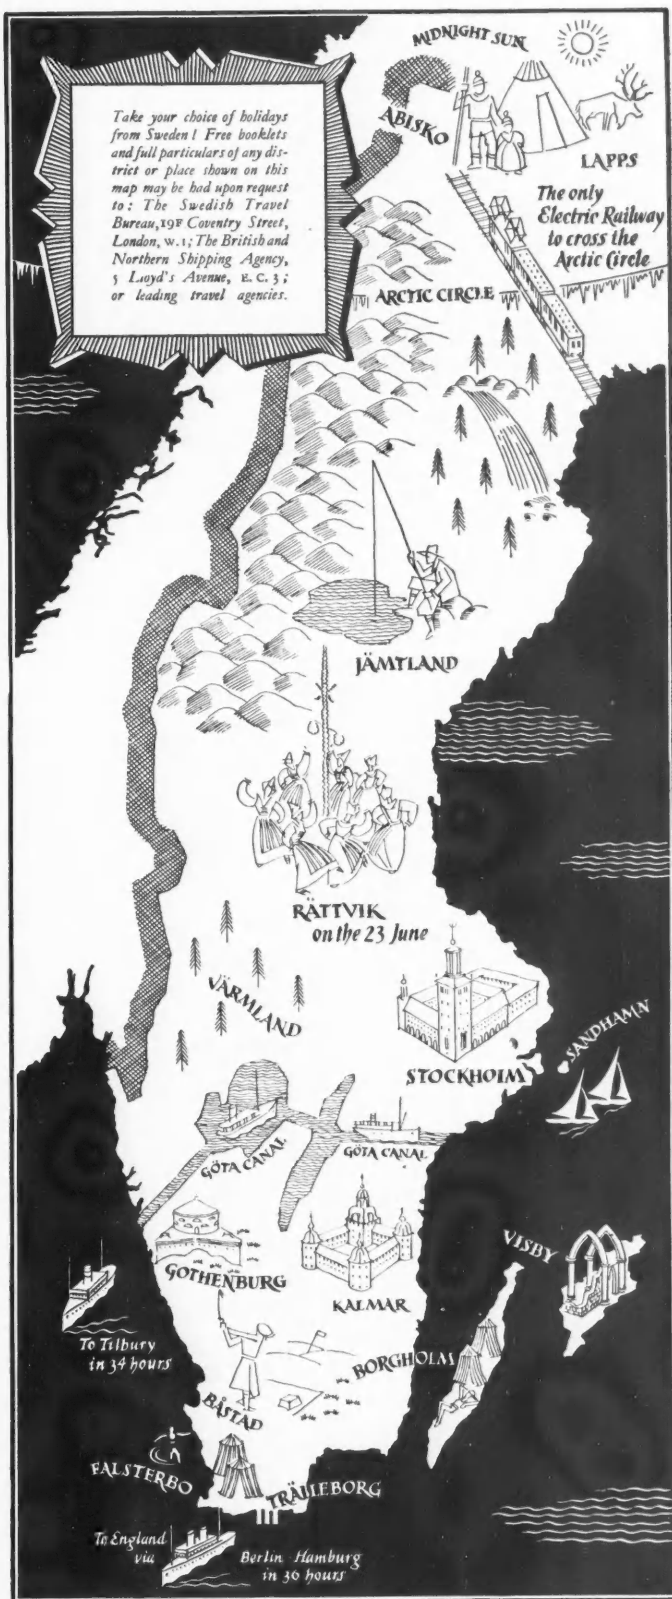 Take your choice of holidays
from Sweden! Free booklets
and full particulars of any dis-
trict or place shown on this
map may be had upon request
to: The Swedish Travel
Bureau, 19F Coventry Street,
London, W.1; The British and
Northern Shipping Agency,
5 Lloyd's Avenue, E.C. 3;
or leading travel agencies.
MIDNIGHT SUN
ABISKO
LAPPS
The only
Electric Railway
to cross the
Arctic Circle
ARCTIC CIRCLE
JÄMTLAND
RÄTTVIK
on the 23 June
VÄRMLAND
STOCKHOLM
SANDHAMN
GÖTA CANAL
GÖTA CANAL
GOTHENBURG
KALMAR
VISBY
To Tilbury
in 34 hours
BORGHOLM
BÅSTAD
FALSTERBO
TRÄLLEBORG
To England
via
Berlin Hamburg
in 36 hours